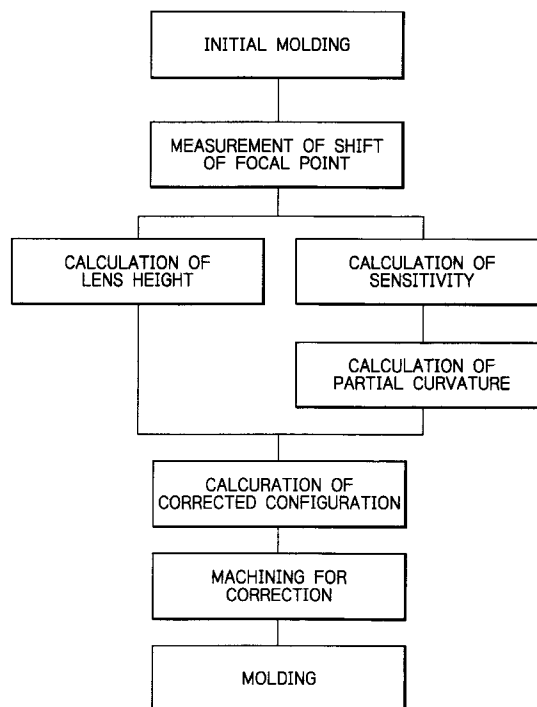 INITIAL MOLDING
MEASUREMENT OF SHIFT
OF FOCAL POINT
CALCULATION OF
LENS HEIGHT
CALCULATION OF
SENSITIVITY
CALCULATION OF
PARTIAL CURVATURE
CALCURATION OF
CORRECTED CONFIGURATION
MACHINING FOR
CORRECTION
MOLDING